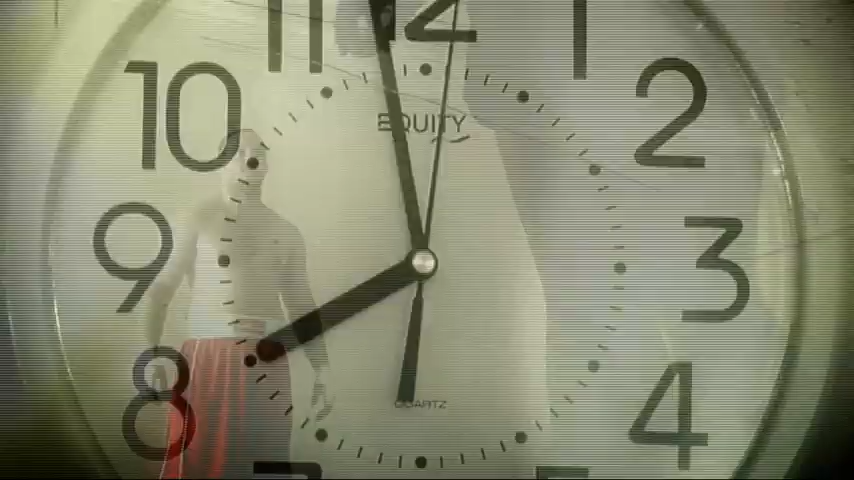 11 12 1
10 2
EQUITY
9 3
8 4
QUARTZ